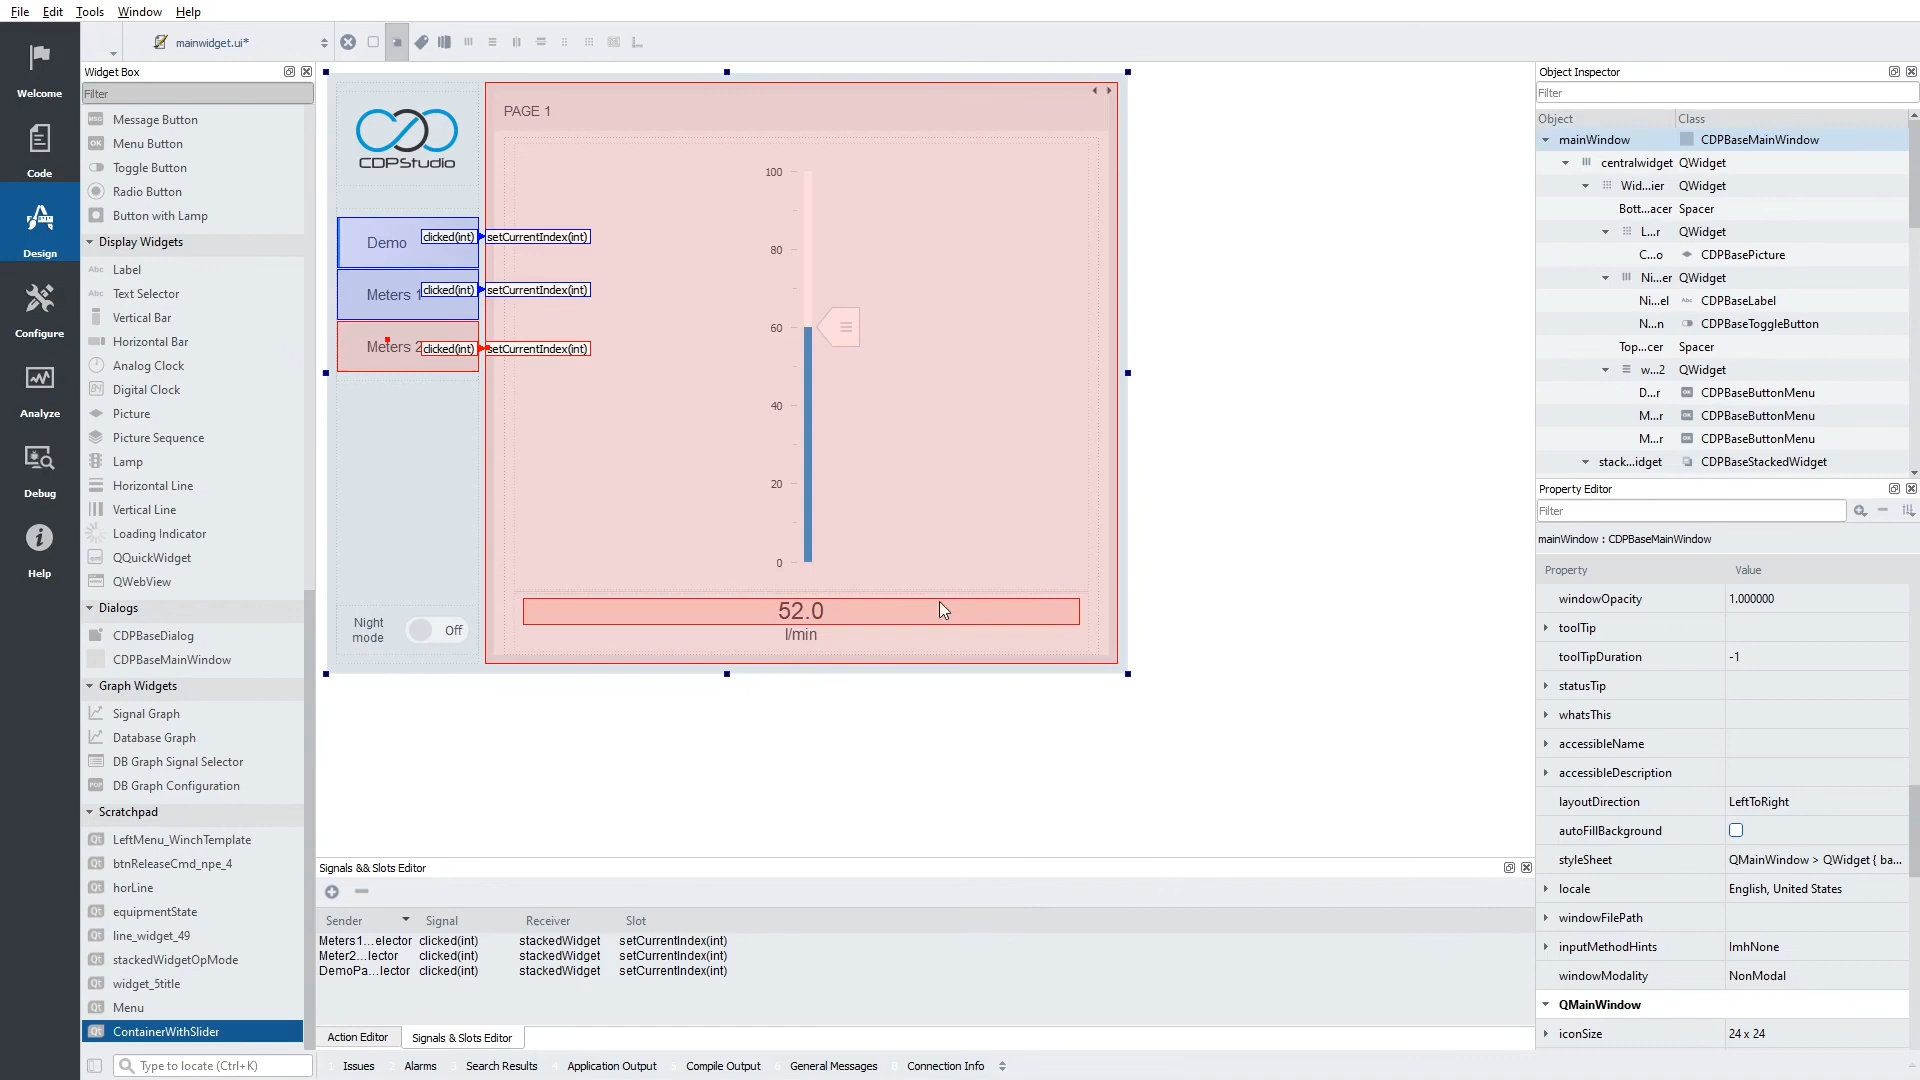 File Edit Tools Window Help
mainwidget.ui*
Welcome
Code
Design
Configure
Analyze
Debug
Help
Widget Box
Filter
Message Button
Menu Button
Toggle Button
Radio Button
Button with Lamp
Display Widgets
Label
Text Selector
Vertical Bar
Horizontal Bar
Analog Clock
Digital Clock
Picture
Picture Sequence
Lamp
Horizontal Line
Vertical Line
Loading Indicator
QQuickWidget
QWebView
Dialogs
CDPBaseDialog
CDPBaseMainWindow
Graph Widgets
Signal Graph
Database Graph
DB Graph Signal Selector
DB Graph Configuration
Scratchpad
LeftMenu_WinchTemplate
btnReleaseCmd_npe_4
horLine
equipmentState
line_widget_49
stackedWidgetOpMode
widget_5title
Menu
ContainerWithSlider
Type to locate (Ctrl+K)
CDPStudio
Demo clicked(int) setCurrentIndex(int)
Meters 1 clicked(int) setCurrentIndex(int)
Meters 2 clicked(int) setCurrentIndex(int)
Night
mode
Off
PAGE 1
100
80
60
40
20
0
52.0
l/min
Signals && Slots Editor
Sender Signal Receiver Slot
Meters1...elector clicked(int) stackedWidget setCurrentIndex(int)
Meter2...lector clicked(int) stackedWidget setCurrentIndex(int)
DemoPa...lector clicked(int) stackedWidget setCurrentIndex(int)
Action Editor Signals & Slots Editor
1 Issues 2 Alarms 3 Search Results 4 Application Output 5 Compile Output 6 General Messages 8 Connection Info
Object Inspector
Filter
Object Class
mainWindow CDPBaseMainWindow
centralwidget QWidget
Wid...ier QWidget
Bott...acer Spacer
L...r QWidget
C...o CDPBasePicture
Ni...er QWidget
Ni...el CDPBaseLabel
N...n CDPBaseToggleButton
Top...cer Spacer
w...2 QWidget
D...r CDPBaseButtonMenu
M...r CDPBaseButtonMenu
M...r CDPBaseButtonMenu
stack...idget CDPBaseStackedWidget
Property Editor
Filter
mainWindow : CDPBaseMainWindow
Property Value
windowOpacity 1.000000
toolTip
toolTipDuration -1
statusTip
whatsThis
accessibleName
accessibleDescription
layoutDirection LeftToRight
autoFillBackground
styleSheet QMainWindow > QWidget { ba...
locale English, United States
windowFilePath
inputMethodHints ImhNone
windowModality NonModal
QMainWindow
iconSize 24 x 24